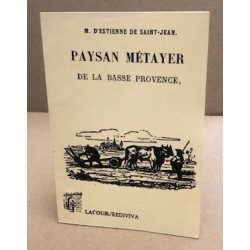 M. D'ESTIENNE DE SAINT-JEAN.
PAYSAN MÉTAYER
DE LA BASSE PROVENCE,
LACOUR/REDIVIVA